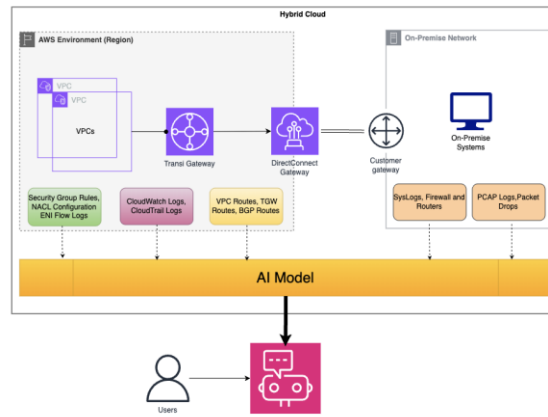 Hybrid Cloud
AWS Environment (Region)
On-Premise Network
VPC
VPC
VPCs
Transi Gateway
DirectConnect
Gateway
Customer
gateway
On-Premise
Systems
Security Group Rules,
NACL Configuration
ENI Flow Logs
CloudWatch Logs,
CloudTrail Logs
VPC Routes, TGW
Routes, BGP Routes
SysLogs, Firewall and
Routers
PCAP Logs,Packet
Drops
AI Model
Users